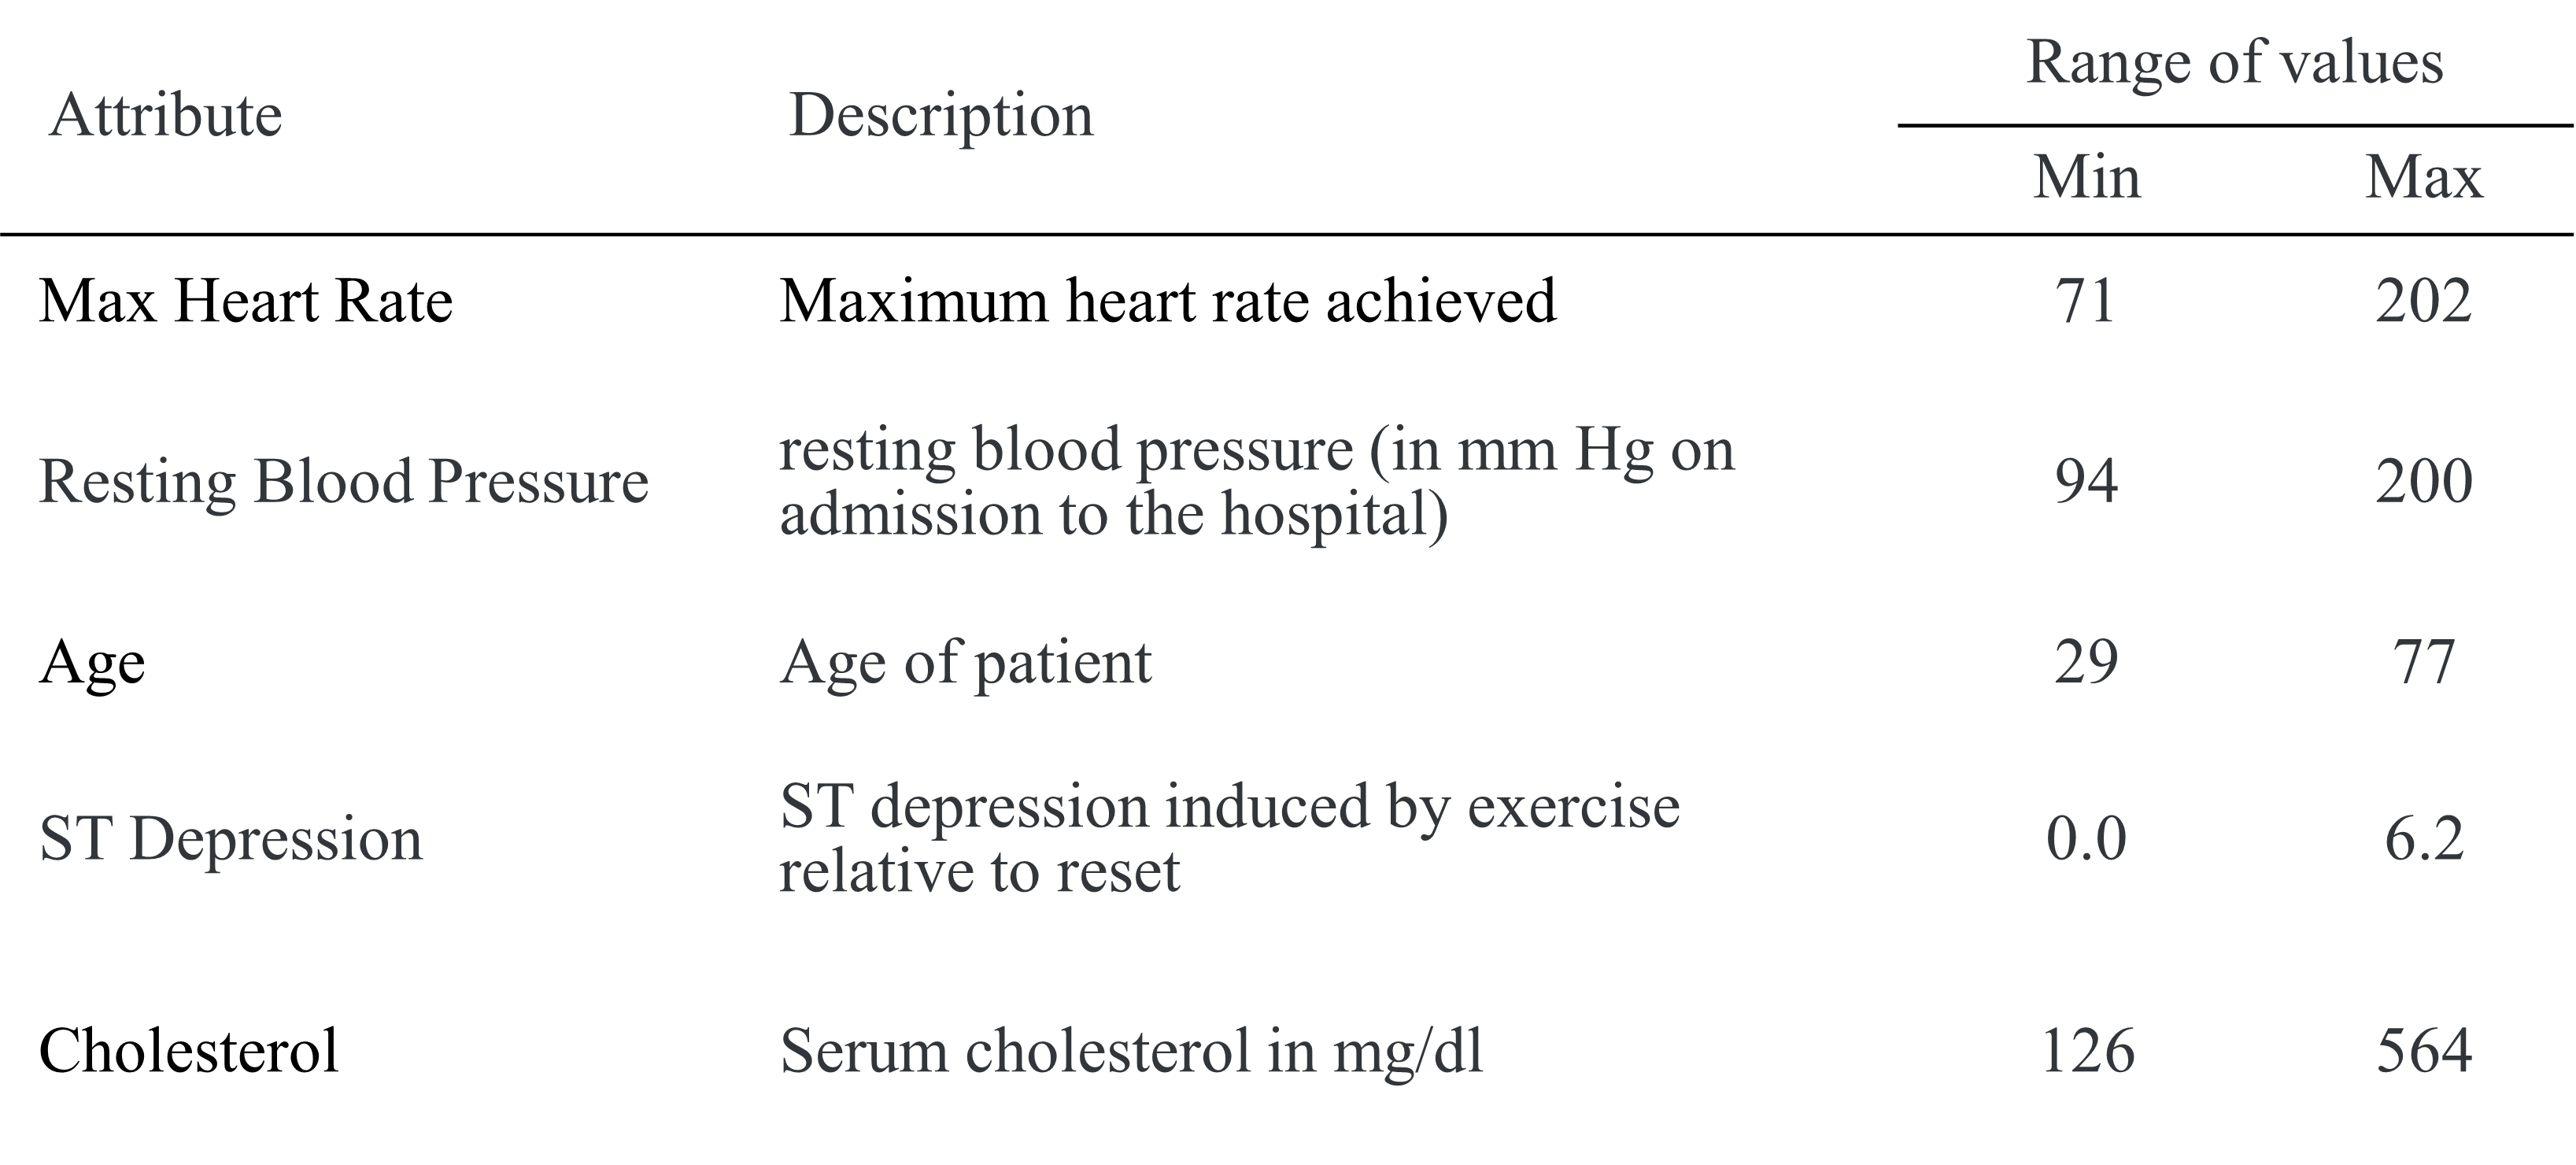 Range of values
Attribute Description
Min Max
Max Heart Rate Maximum heart rate achieved 71 202
resting blood pressure (in mm Hg on
Resting Blood Pressure 94 200
admission to the hospital)
Age Age of patient 29 77
ST depression induced by exercise
ST Depression 0.0 6.2
relative to reset
Cholesterol Serum cholesterol in mg/dl 126 564